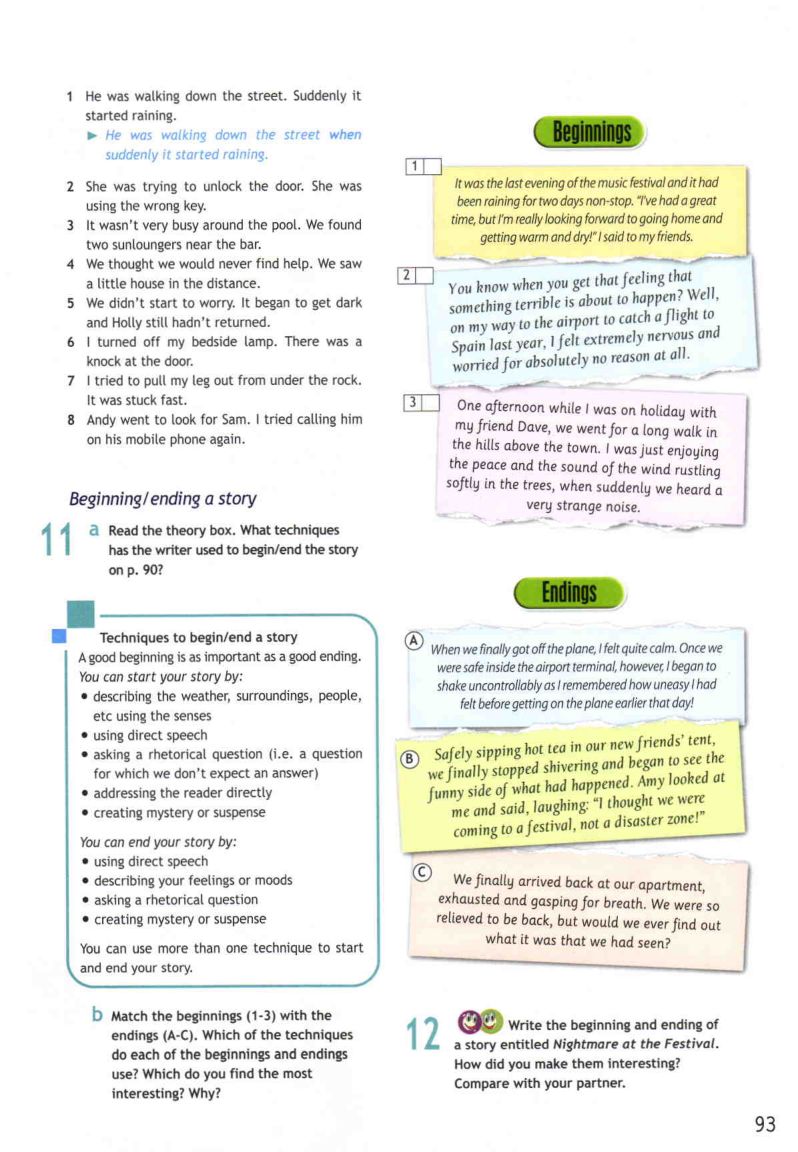 1 He was walking down the street. Suddenly it
started raining.
► He was walking down the street when
suddenly it started raining.
2 She was trying to unlock the door. She was
using the wrong key.
3 It wasn't very busy around the pool. We found
two sunloungers near the bar.
4 We thought we would never find help. We saw
a little house in the distance.
5 We didn't start to worry. It began to get dark
and Holly still hadn't returned.
6 I turned off my bedside lamp. There was a
knock at the door.
7 I tried to pull my leg out from under the rock.
It was stuck fast.
8 Andy went to look for Sam. I tried calling him
on his mobile phone again.
Beginning/ending a story
11 a Read the theory box. What techniques
has the writer used to begin/end the story
on p. 90?
Techniques to begin/end a story
A good beginning is as important as a good ending.
You can start your story by:
• describing the weather, surroundings, people,
etc using the senses
• using direct speech
• asking a rhetorical question (i.e. a question
for which we don't expect an answer)
• addressing the reader directly
• creating mystery or suspense
You can end your story by:
• using direct speech
• describing your feelings or moods
• asking a rhetorical question
• creating mystery or suspense
You can use more than one technique to start
and end your story.
b Match the beginnings (1-3) with the
endings (A-C). Which of the techniques
do each of the beginnings and endings
use? Which do you find the most
interesting? Why?
Beginnings
1
It was the last evening of the music festival and it had
been raining for two days non-stop. "I've had a great
time, but I'm really looking forward to going home and
getting warm and dry!" I said to my friends.
2
You know when you get that feeling that
something terrible is about to happen? Well,
on my way to the airport to catch a flight to
Spain last year, I felt extremely nervous and
worried for absolutely no reason at all.
3
One afternoon while I was on holiday with
my friend Dave, we went for a long walk in
the hills above the town. I was just enjoying
the peace and the sound of the wind rustling
softly in the trees, when suddenly we heard a
very strange noise.
Endings
A
When we finally got off the plane, I felt quite calm. Once we
were safe inside the airport terminal, however, I began to
shake uncontrollably as I remembered how uneasy I had
felt before getting on the plane earlier that day!
B
Safely sipping hot tea in our new friends' tent,
we finally stopped shivering and began to see the
funny side of what had happened. Amy looked at
me and said, laughing: "I thought we were
coming to a festival, not a disaster zone!"
C
We finally arrived back at our apartment,
exhausted and gasping for breath. We were so
relieved to be back, but would we ever find out
what it was that we had seen?
12 Write the beginning and ending of
a story entitled Nightmare at the Festival.
How did you make them interesting?
Compare with your partner.
93